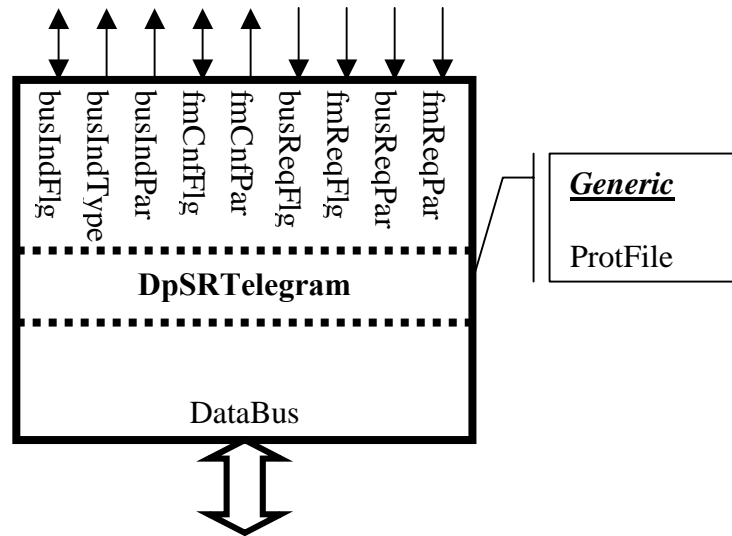 busIndFlg
busIndType
busIndPar
fmCnfFlg
fmCnfPar
busReqFlg
fmReqFlg
busReqPar
fmReqPar
DpSRTelegram
DataBus
Generic
ProtFile